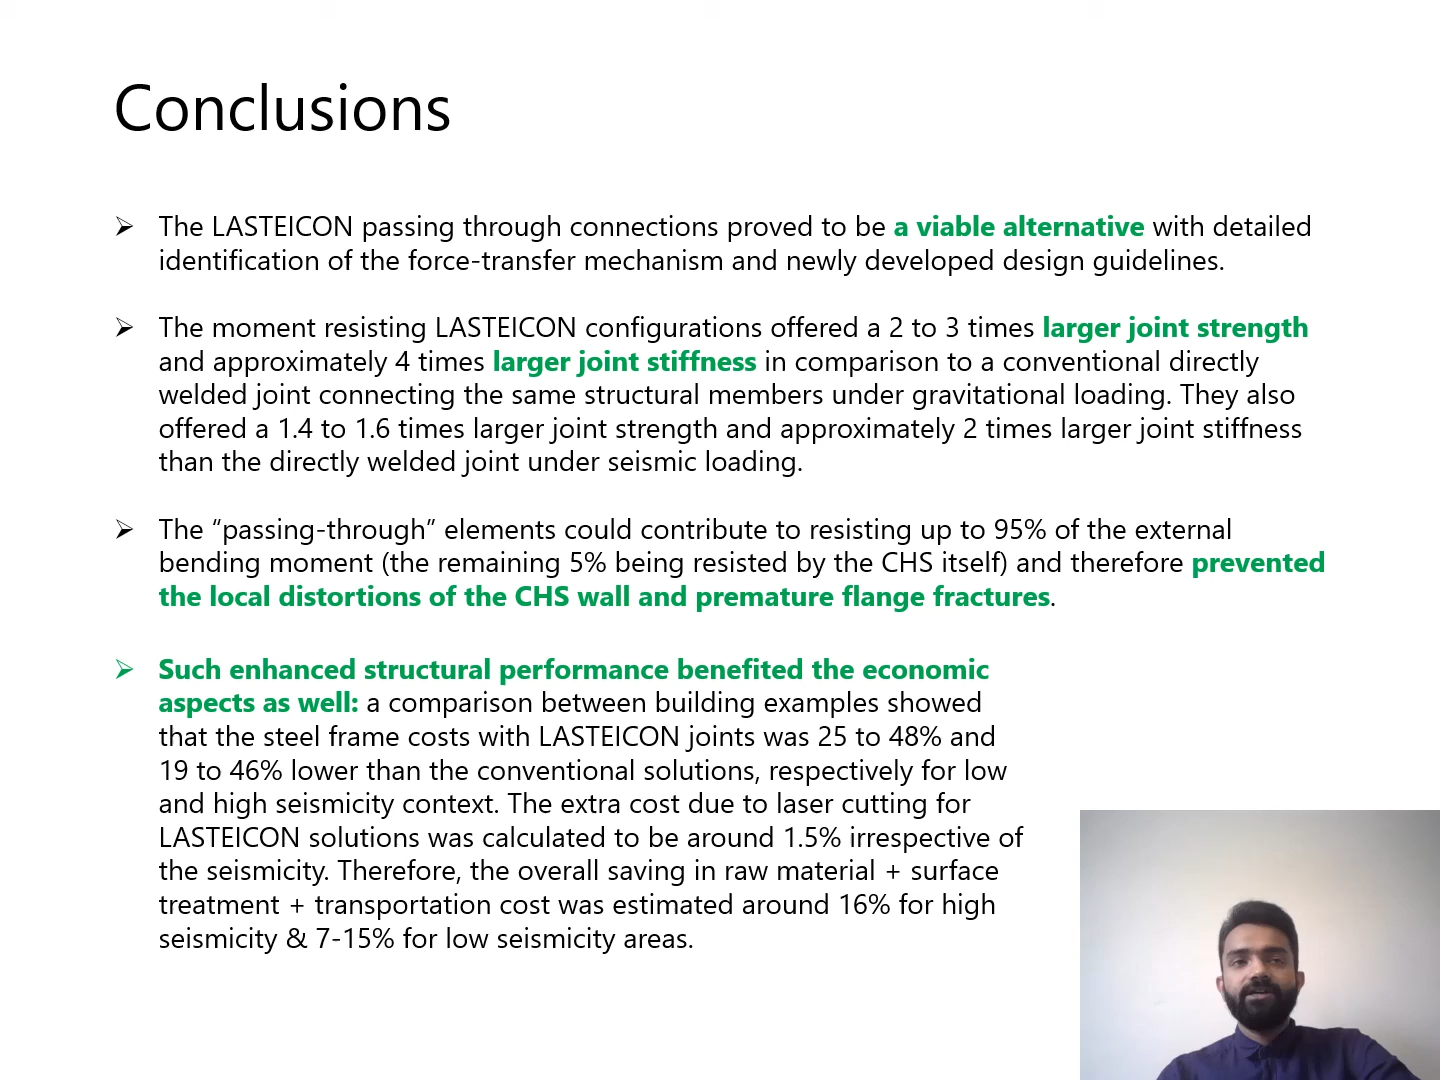 Conclusions
➢ The LASTEICON passing through connections proved to be a viable alternative with detailed
identification of the force-transfer mechanism and newly developed design guidelines.
➢ The moment resisting LASTEICON configurations offered a 2 to 3 times larger joint strength
and approximately 4 times larger joint stiffness in comparison to a conventional directly
welded joint connecting the same structural members under gravitational loading. They also
offered a 1.4 to 1.6 times larger joint strength and approximately 2 times larger joint stiffness
than the directly welded joint under seismic loading.
➢ The “passing-through” elements could contribute to resisting up to 95% of the external
bending moment (the remaining 5% being resisted by the CHS itself) and therefore prevented
the local distortions of the CHS wall and premature flange fractures.
➢ Such enhanced structural performance benefited the economic
aspects as well: a comparison between building examples showed
that the steel frame costs with LASTEICON joints was 25 to 48% and
19 to 46% lower than the conventional solutions, respectively for low
and high seismicity context. The extra cost due to laser cutting for
LASTEICON solutions was calculated to be around 1.5% irrespective of
the seismicity. Therefore, the overall saving in raw material + surface
treatment + transportation cost was estimated around 16% for high
seismicity & 7-15% for low seismicity areas.